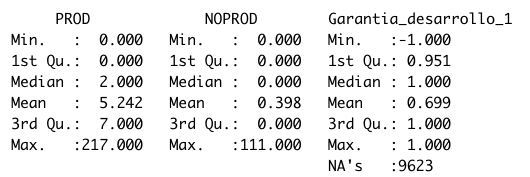 PROD NOPROD Garantia_desarrollo_1
Min. : 0.000 Min. : 0.000 Min. :-1.000
1st Qu.: 0.000 1st Qu.: 0.000 1st Qu.: 0.951
Median : 2.000 Median : 0.000 Median : 1.000
Mean : 5.242 Mean : 0.398 Mean : 0.699
3rd Qu.: 7.000 3rd Qu.: 0.000 3rd Qu.: 1.000
Max. :217.000 Max. :111.000 Max. : 1.000
NA's :9623